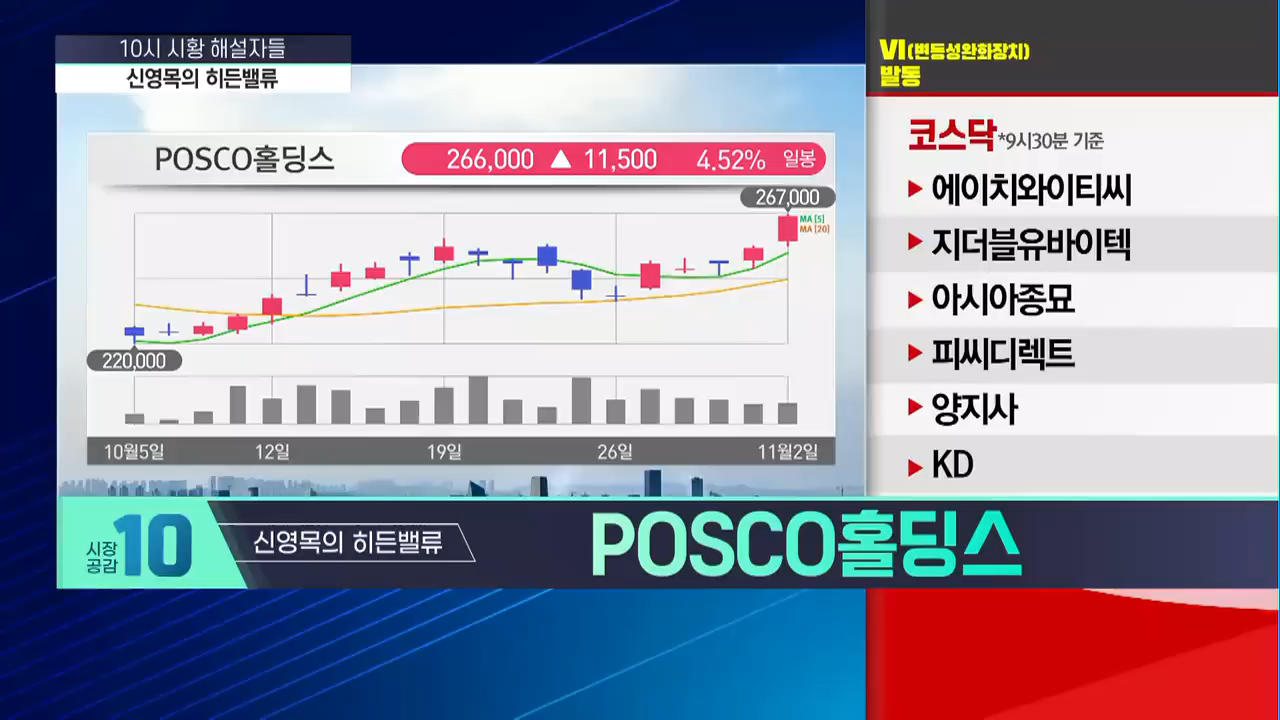 10시 시황 해설자들
신영목의 히든밸류
POSCO홀딩스
266,000 ▲ 11,500 4.52% 일봉
267,000
MA [5]
MA [20]
220,000
10월5일 12일 19일 26일 11월2일
시장
공감
10
신영목의 히든밸류
POSCO홀딩스
VI(변동성완화장치)
발동
코스닥 *9시30분 기준
▶ 에이치와이티씨
▶ 지더블유바이텍
▶ 아시아종묘
▶ 피씨디렉트
▶ 양지사
▶ KD